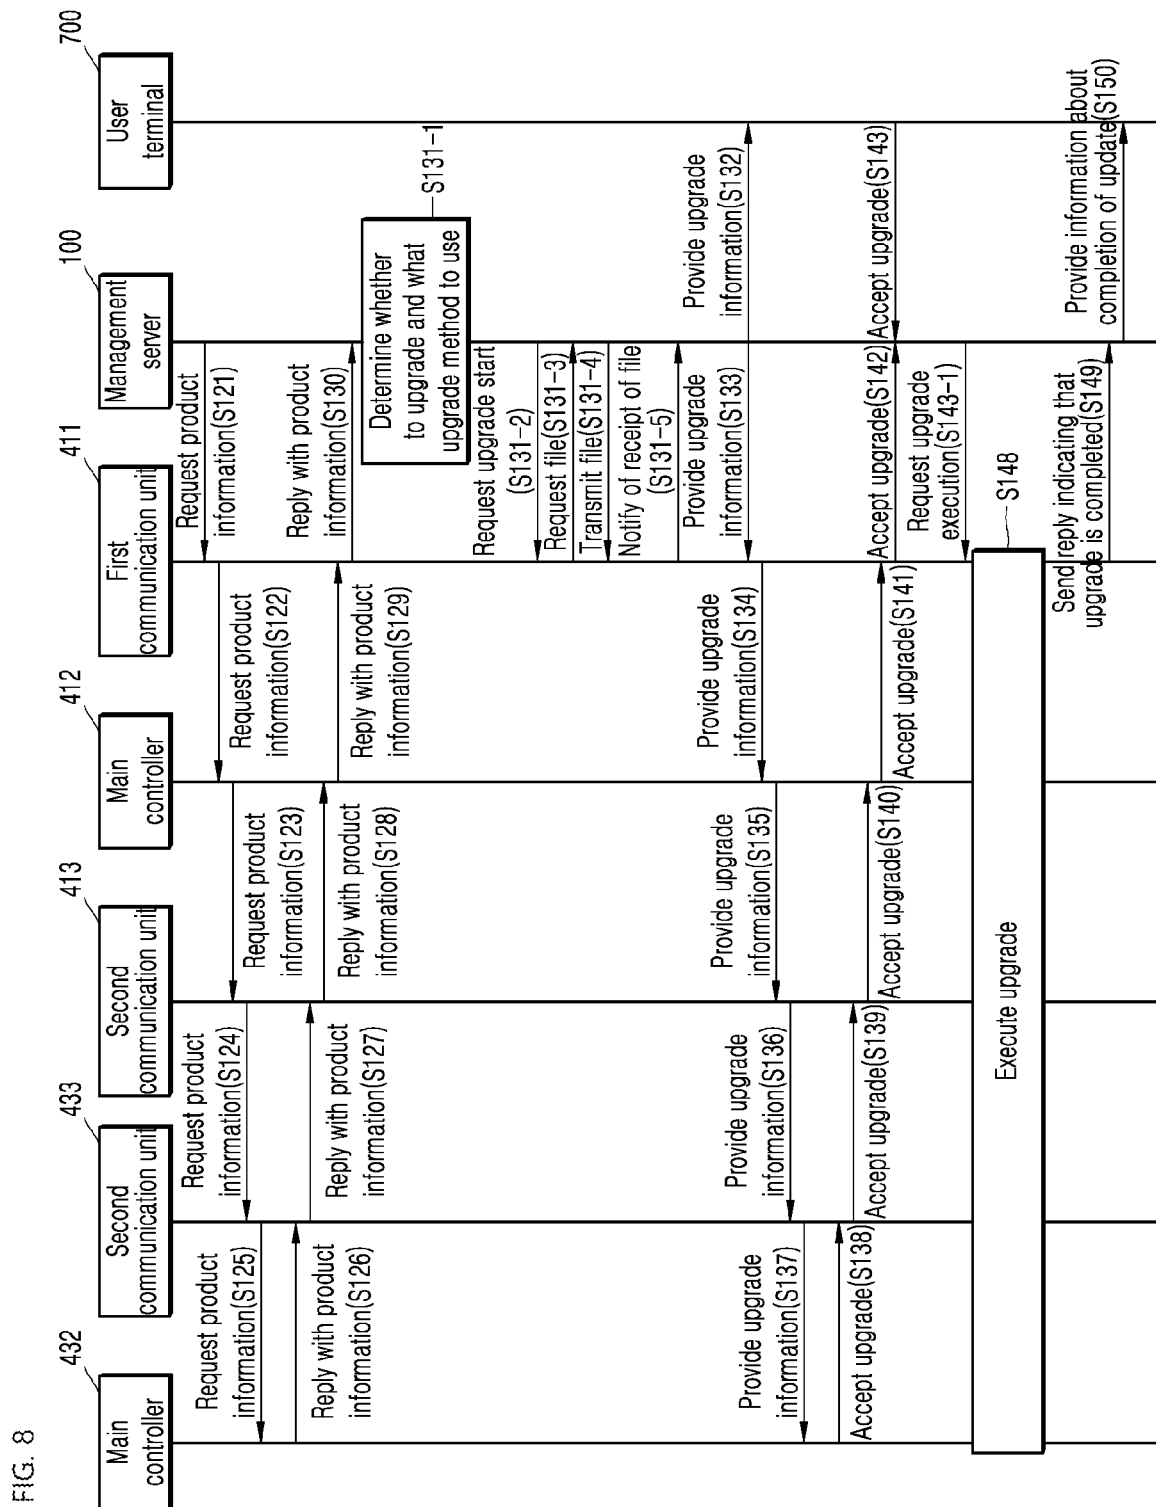 FIG. 8
432
433
413
412
411
100
700
Main
controller
Second
communication unit
Second
communication unit
Main
controller
First
communication unit
Management
server
User
terminal
Request product
information(S121)
Request product
information(S122)
Request product
information(S123)
Request product
information(S124)
Request product
information(S125)
Reply with product
information(S126)
Reply with product
information(S127)
Reply with product
information(S128)
Reply with product
information(S129)
Reply with product
information(S130)
Determine whether
to upgrade and what
upgrade method to use
S131-1
Request upgrade start
(S131-2)
Request file(S131-3)
Transmit file(S131-4)
Notify of receipt of file
(S131-5)
Provide upgrade
information(S132)
Provide upgrade
information(S133)
Provide upgrade
information(S134)
Provide upgrade
information(S135)
Provide upgrade
information(S136)
Provide upgrade
information(S137)
Accept upgrade(S138)
Accept upgrade(S139)
Accept upgrade(S140)
Accept upgrade(S141)
Accept upgrade(S142)
Accept upgrade(S143)
Request upgrade
execution(S143-1)
Execute upgrade
S148
Send reply indicating that
upgrade is completed(S149)
Provide information about
completion of update(S150)